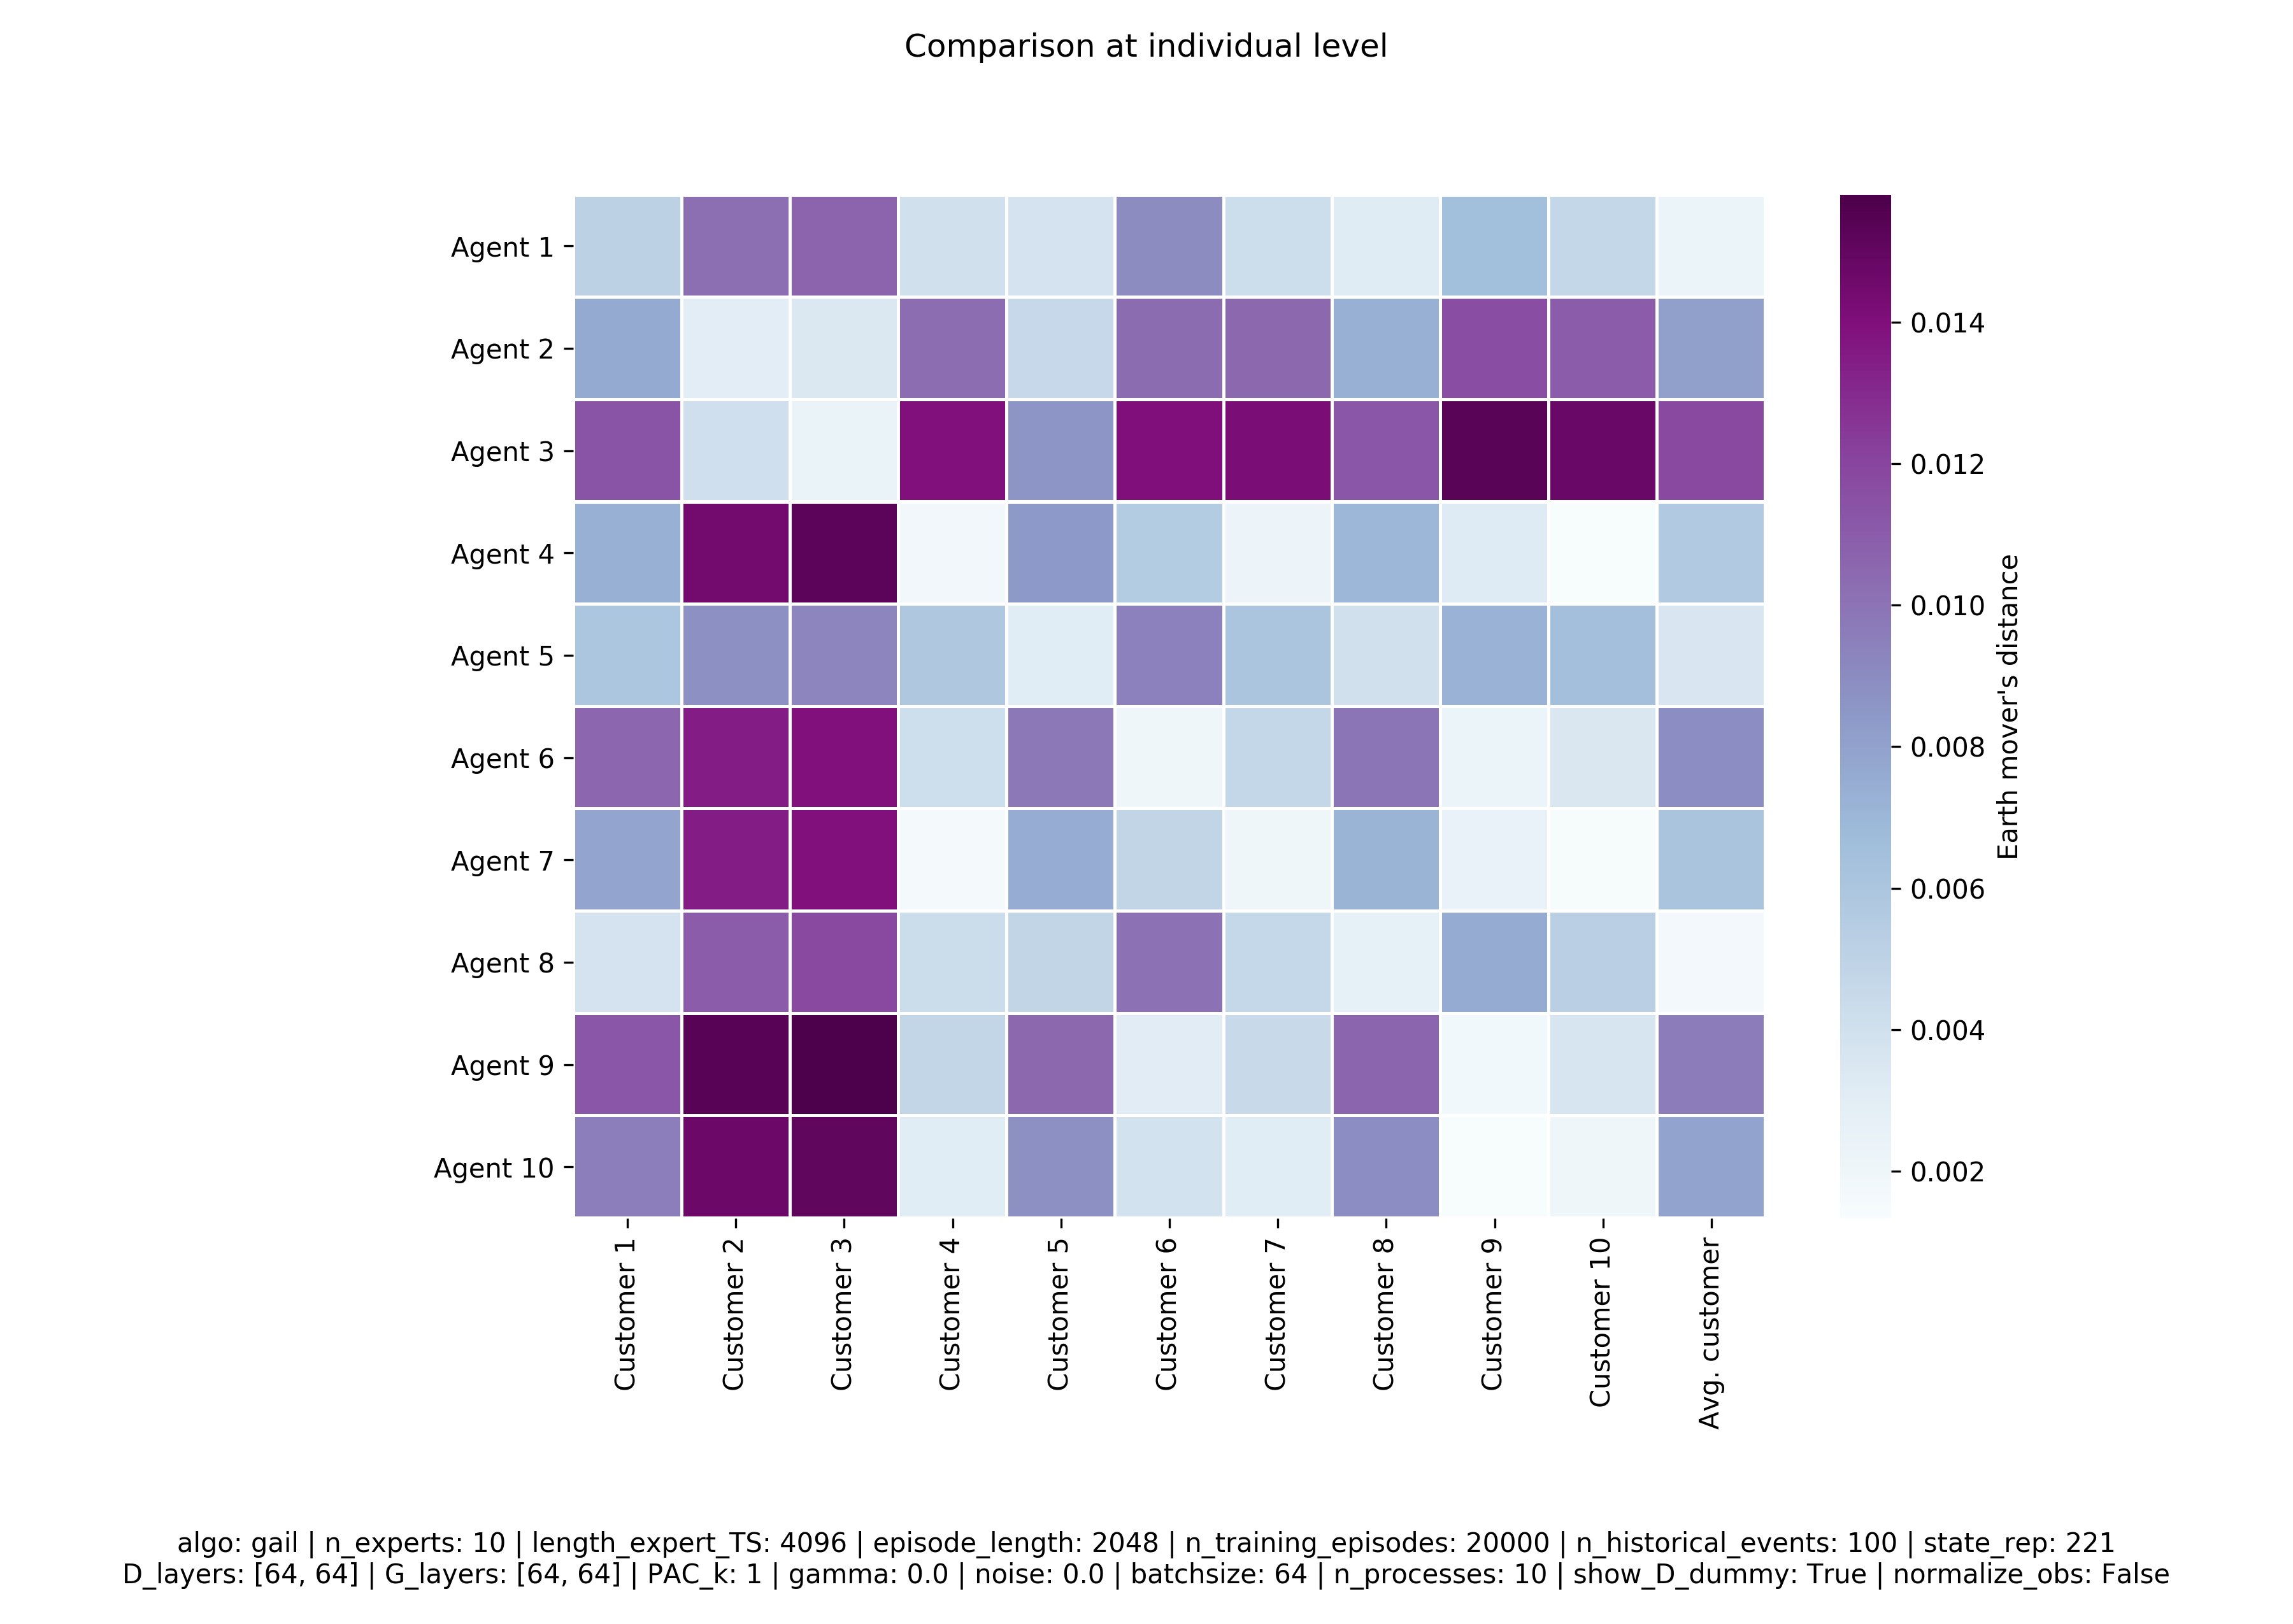 Comparison at individual level
Agent 1
Agent 2
Agent 3
Agent 4
Agent 5
Agent 6
Agent 7
Agent 8
Agent 9
Agent 10
Customer 1
Customer 2
Customer 3
Customer 4
Customer 5
Customer 6
Customer 7
Customer 8
Customer 9
Customer 10
Avg. customer
0.014
0.012
0.010
0.008
0.006
0.004
0.002
Earth mover's distance
algo: gail | n_experts: 10 | length_expert_TS: 4096 | episode_length: 2048 | n_training_episodes: 20000 | n_historical_events: 100 | state_rep: 221
D_layers: [64, 64] | G_layers: [64, 64] | PAC_k: 1 | gamma: 0.0 | noise: 0.0 | batchsize: 64 | n_processes: 10 | show_D_dummy: True | normalize_obs: False